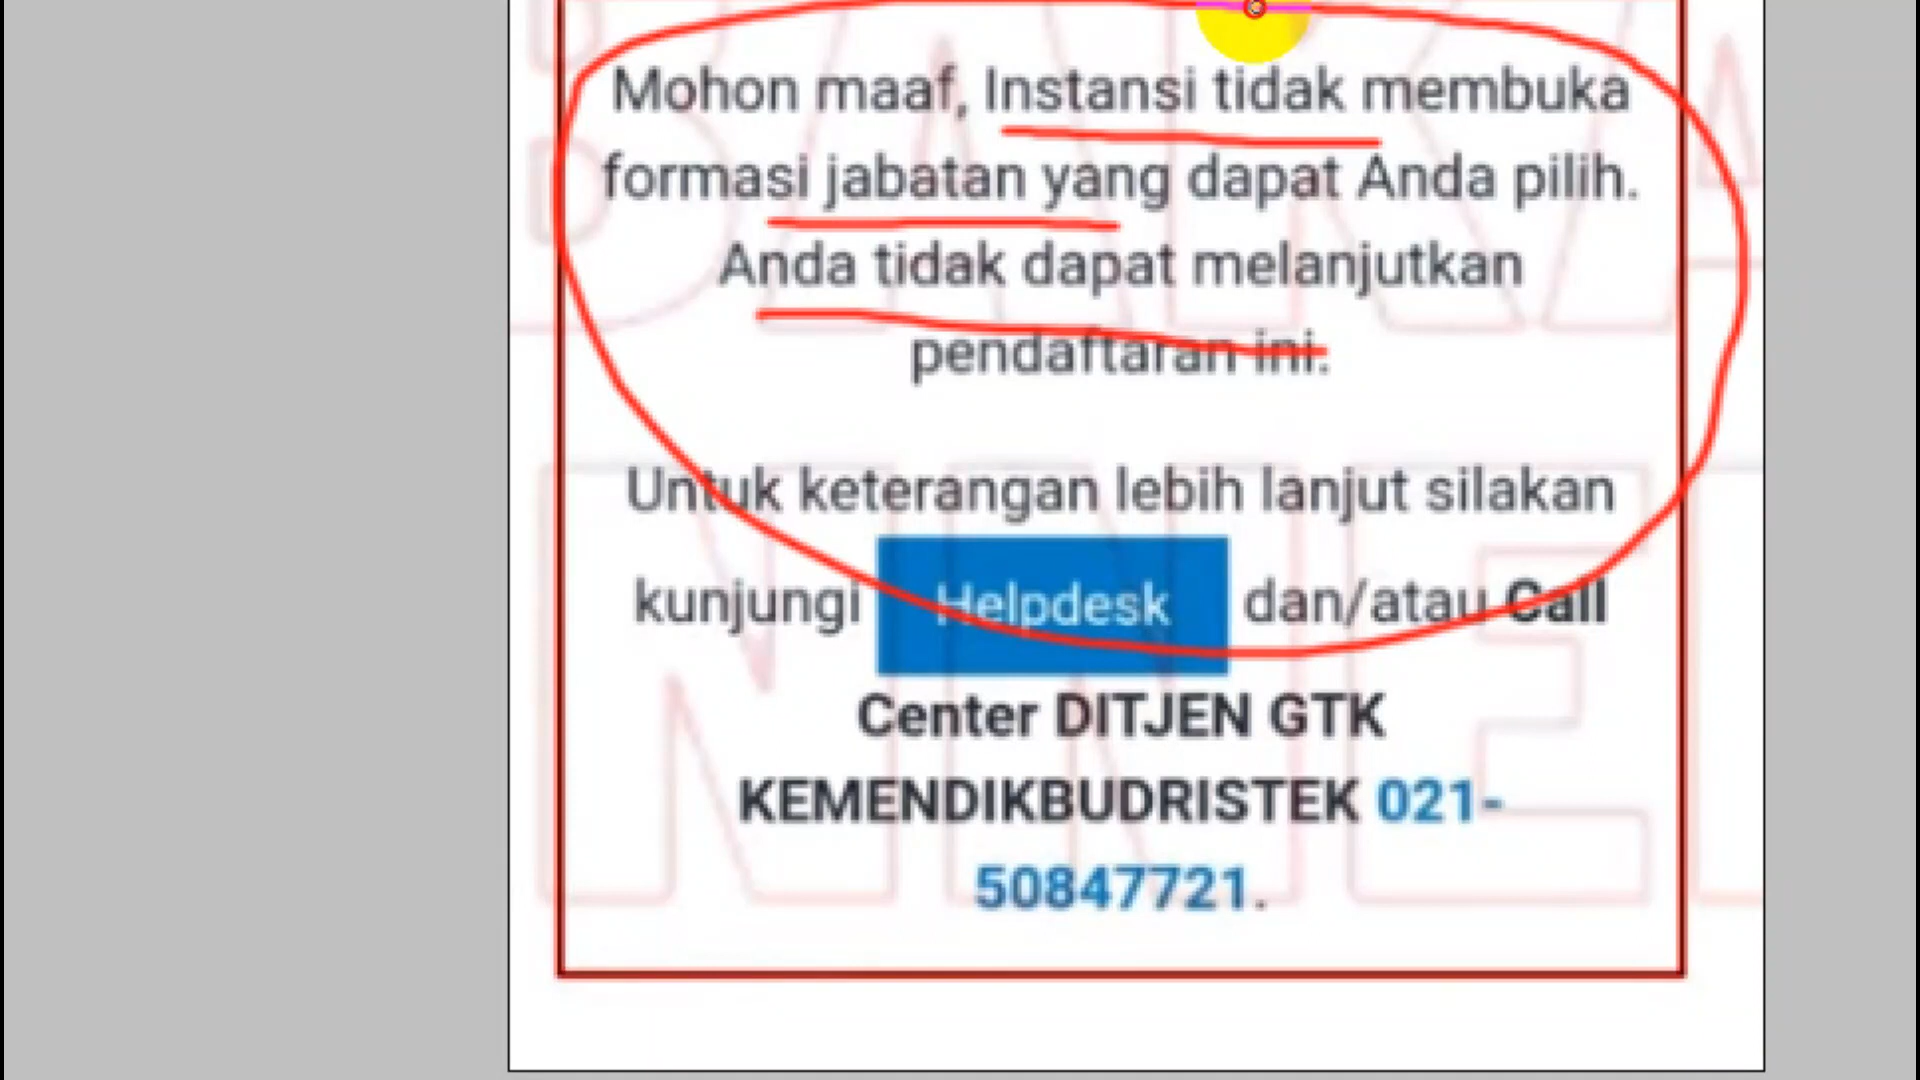 Mohon maaf, Instansi tidak membuka
formasi jabatan yang dapat Anda pilih.
Anda tidak dapat melanjutkan
pendaftaran ini.
Untuk keterangan lebih lanjut silakan
kunjungi Helpdesk dan/atau Call
Center DITJEN GTK
KEMENDIKBUDRISTEK 021-
50847721.